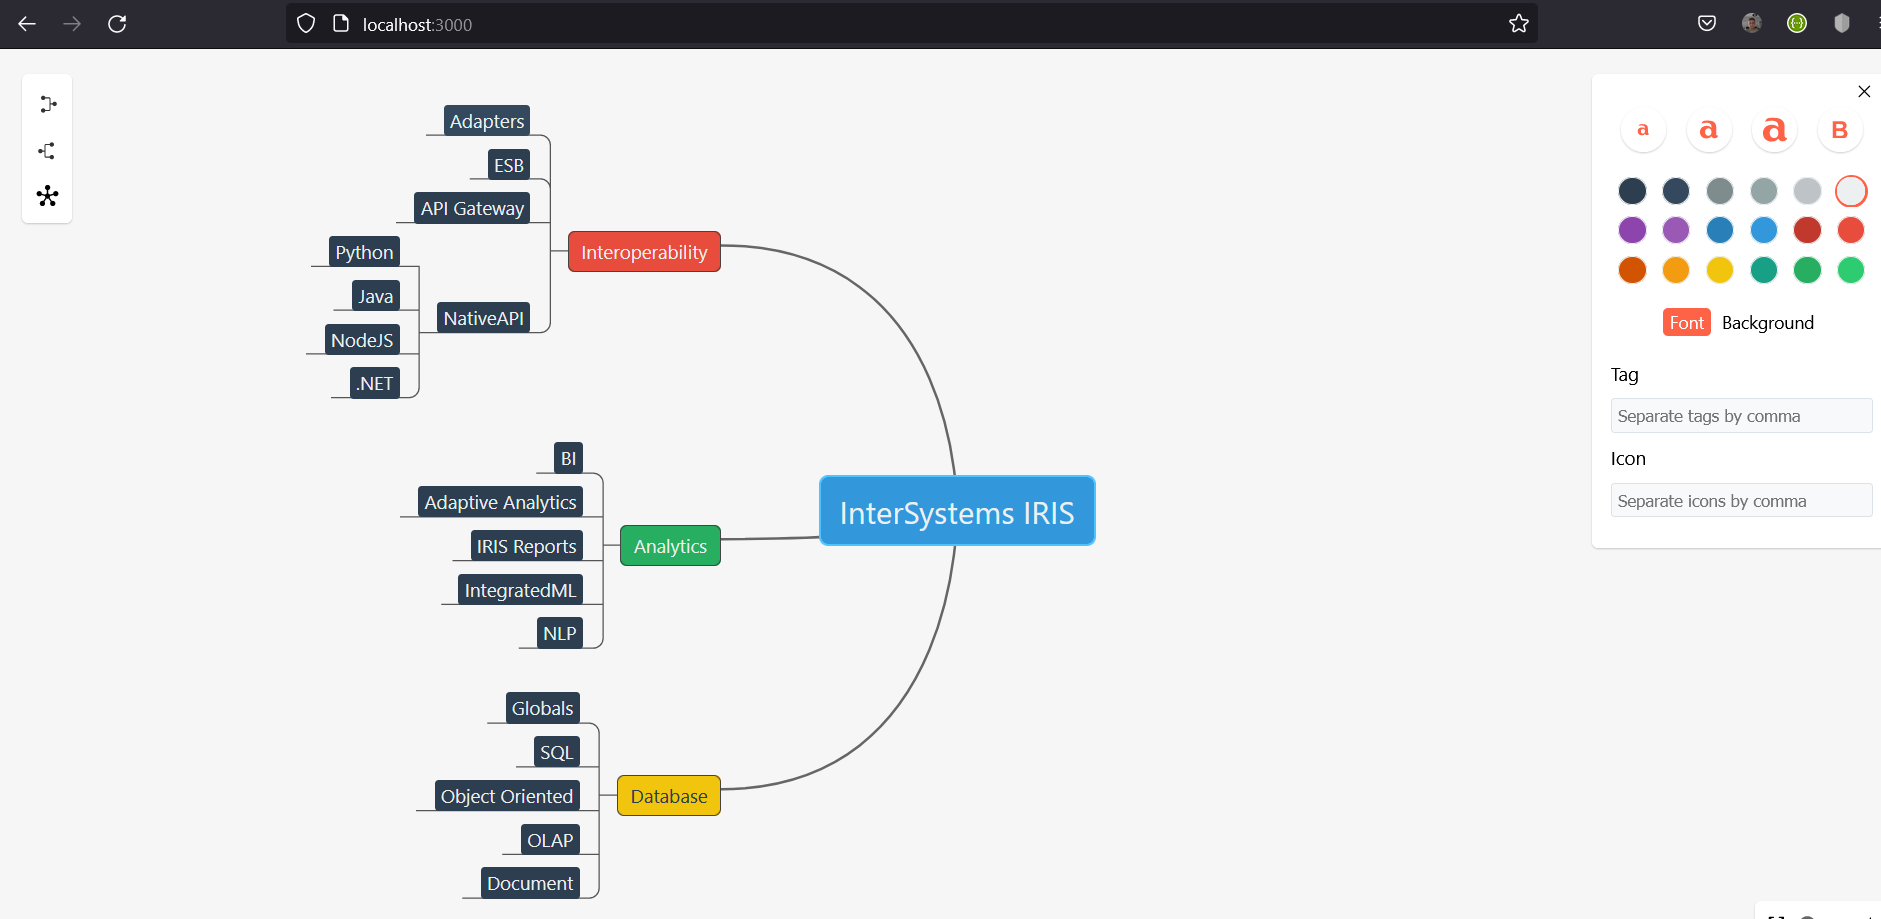 localhost:3000
Adapters
ESB
API Gateway
Interoperability
Python
Java
NativeAPI
NodeJS
.NET
BI
Adaptive Analytics
IRIS Reports
Analytics
IntegratedML
NLP
InterSystems IRIS
Globals
SQL
Object Oriented
Database
OLAP
Document
a a a B
Font Background
Tag
Separate tags by comma
Icon
Separate icons by comma